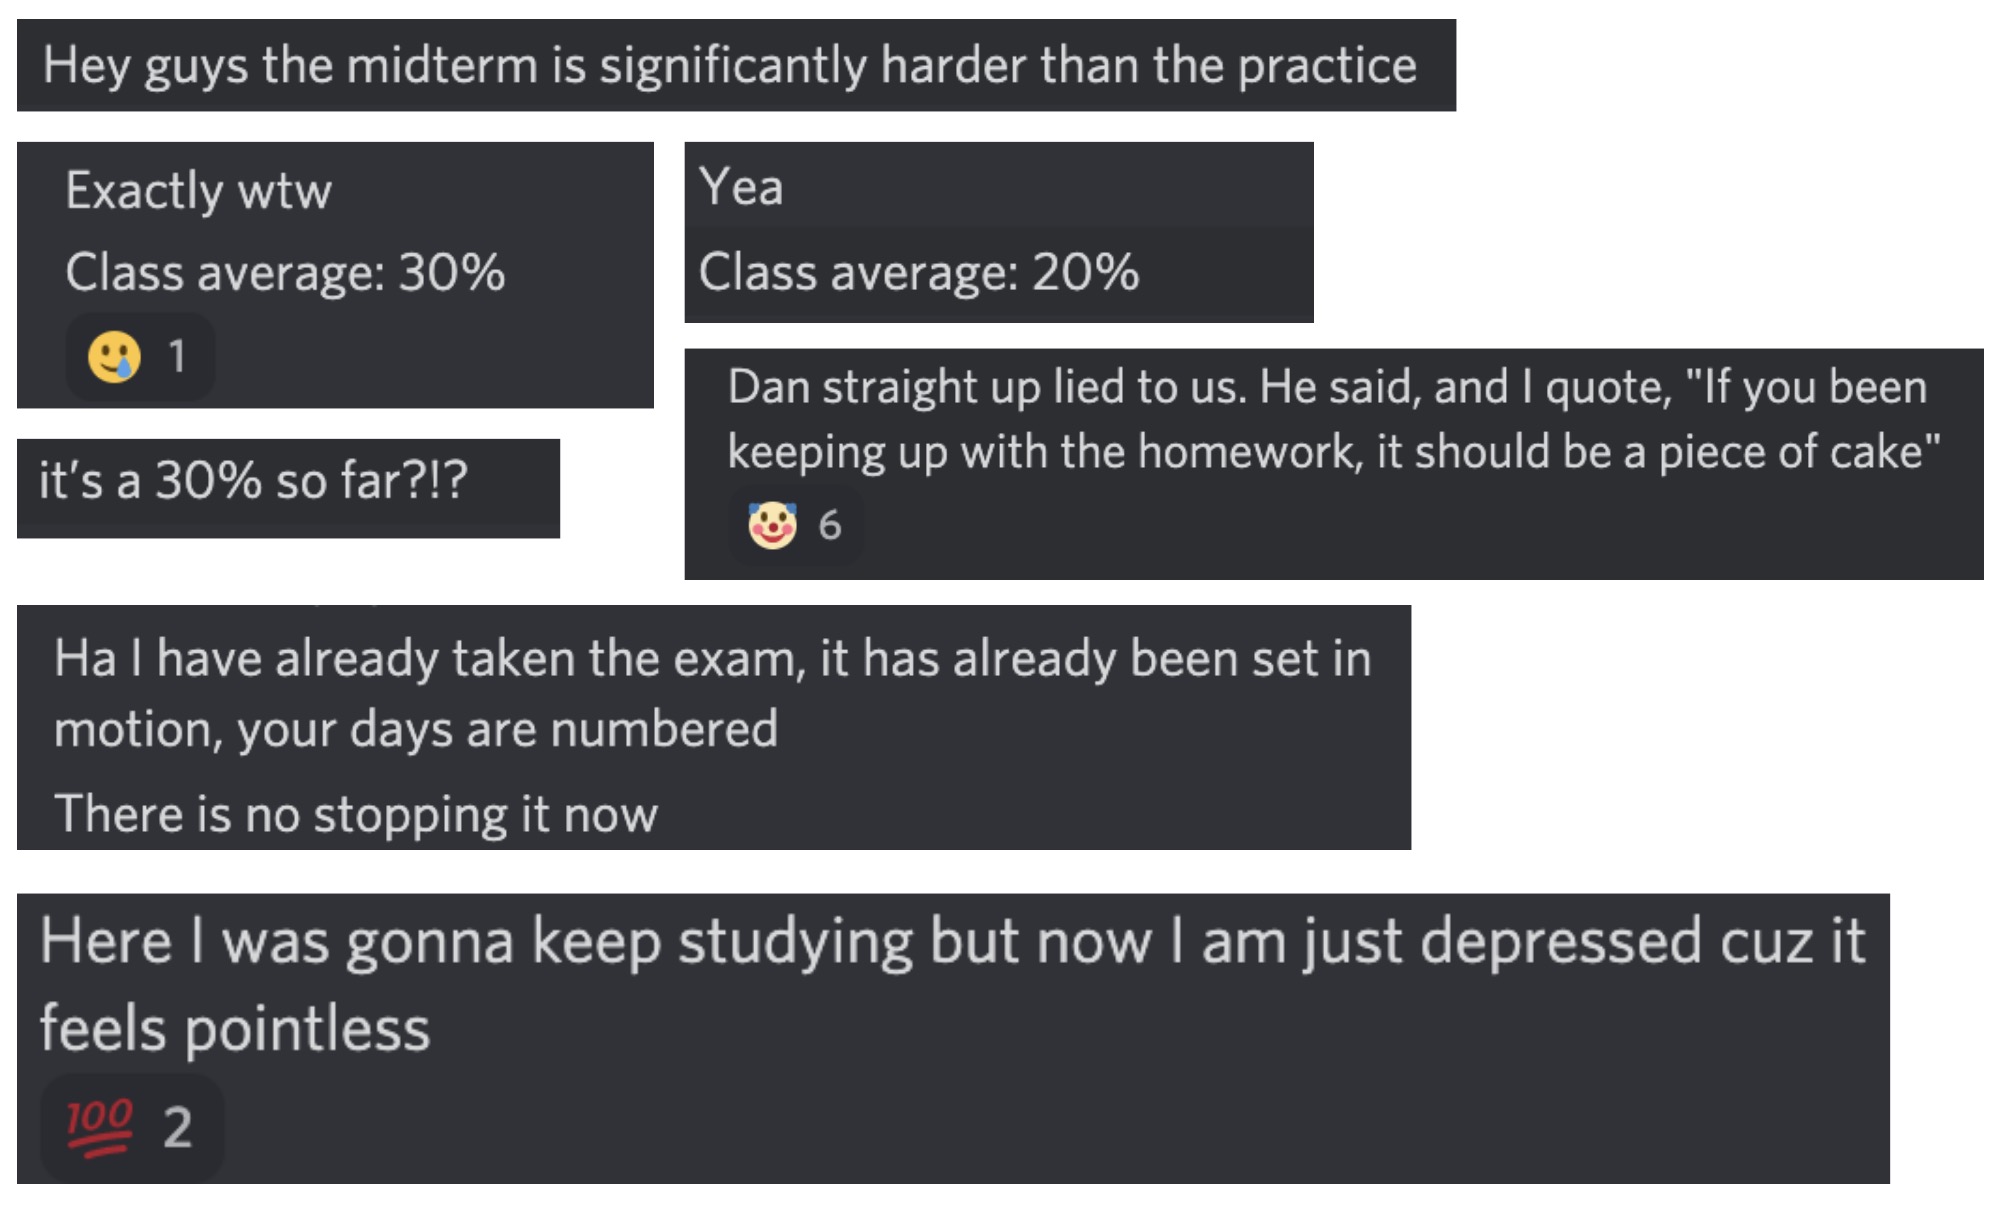 Hey guys the midterm is significantly harder than the practice
Exactly wtw
Class average: 30%
1
Yea
Class average: 20%
it's a 30% so far?!?
Dan straight up lied to us. He said, and I quote, "If you been
keeping up with the homework, it should be a piece of cake"
6
Ha I have already taken the exam, it has already been set in
motion, your days are numbered
There is no stopping it now
Here I was gonna keep studying but now I am just depressed cuz it
feels pointless
100 2